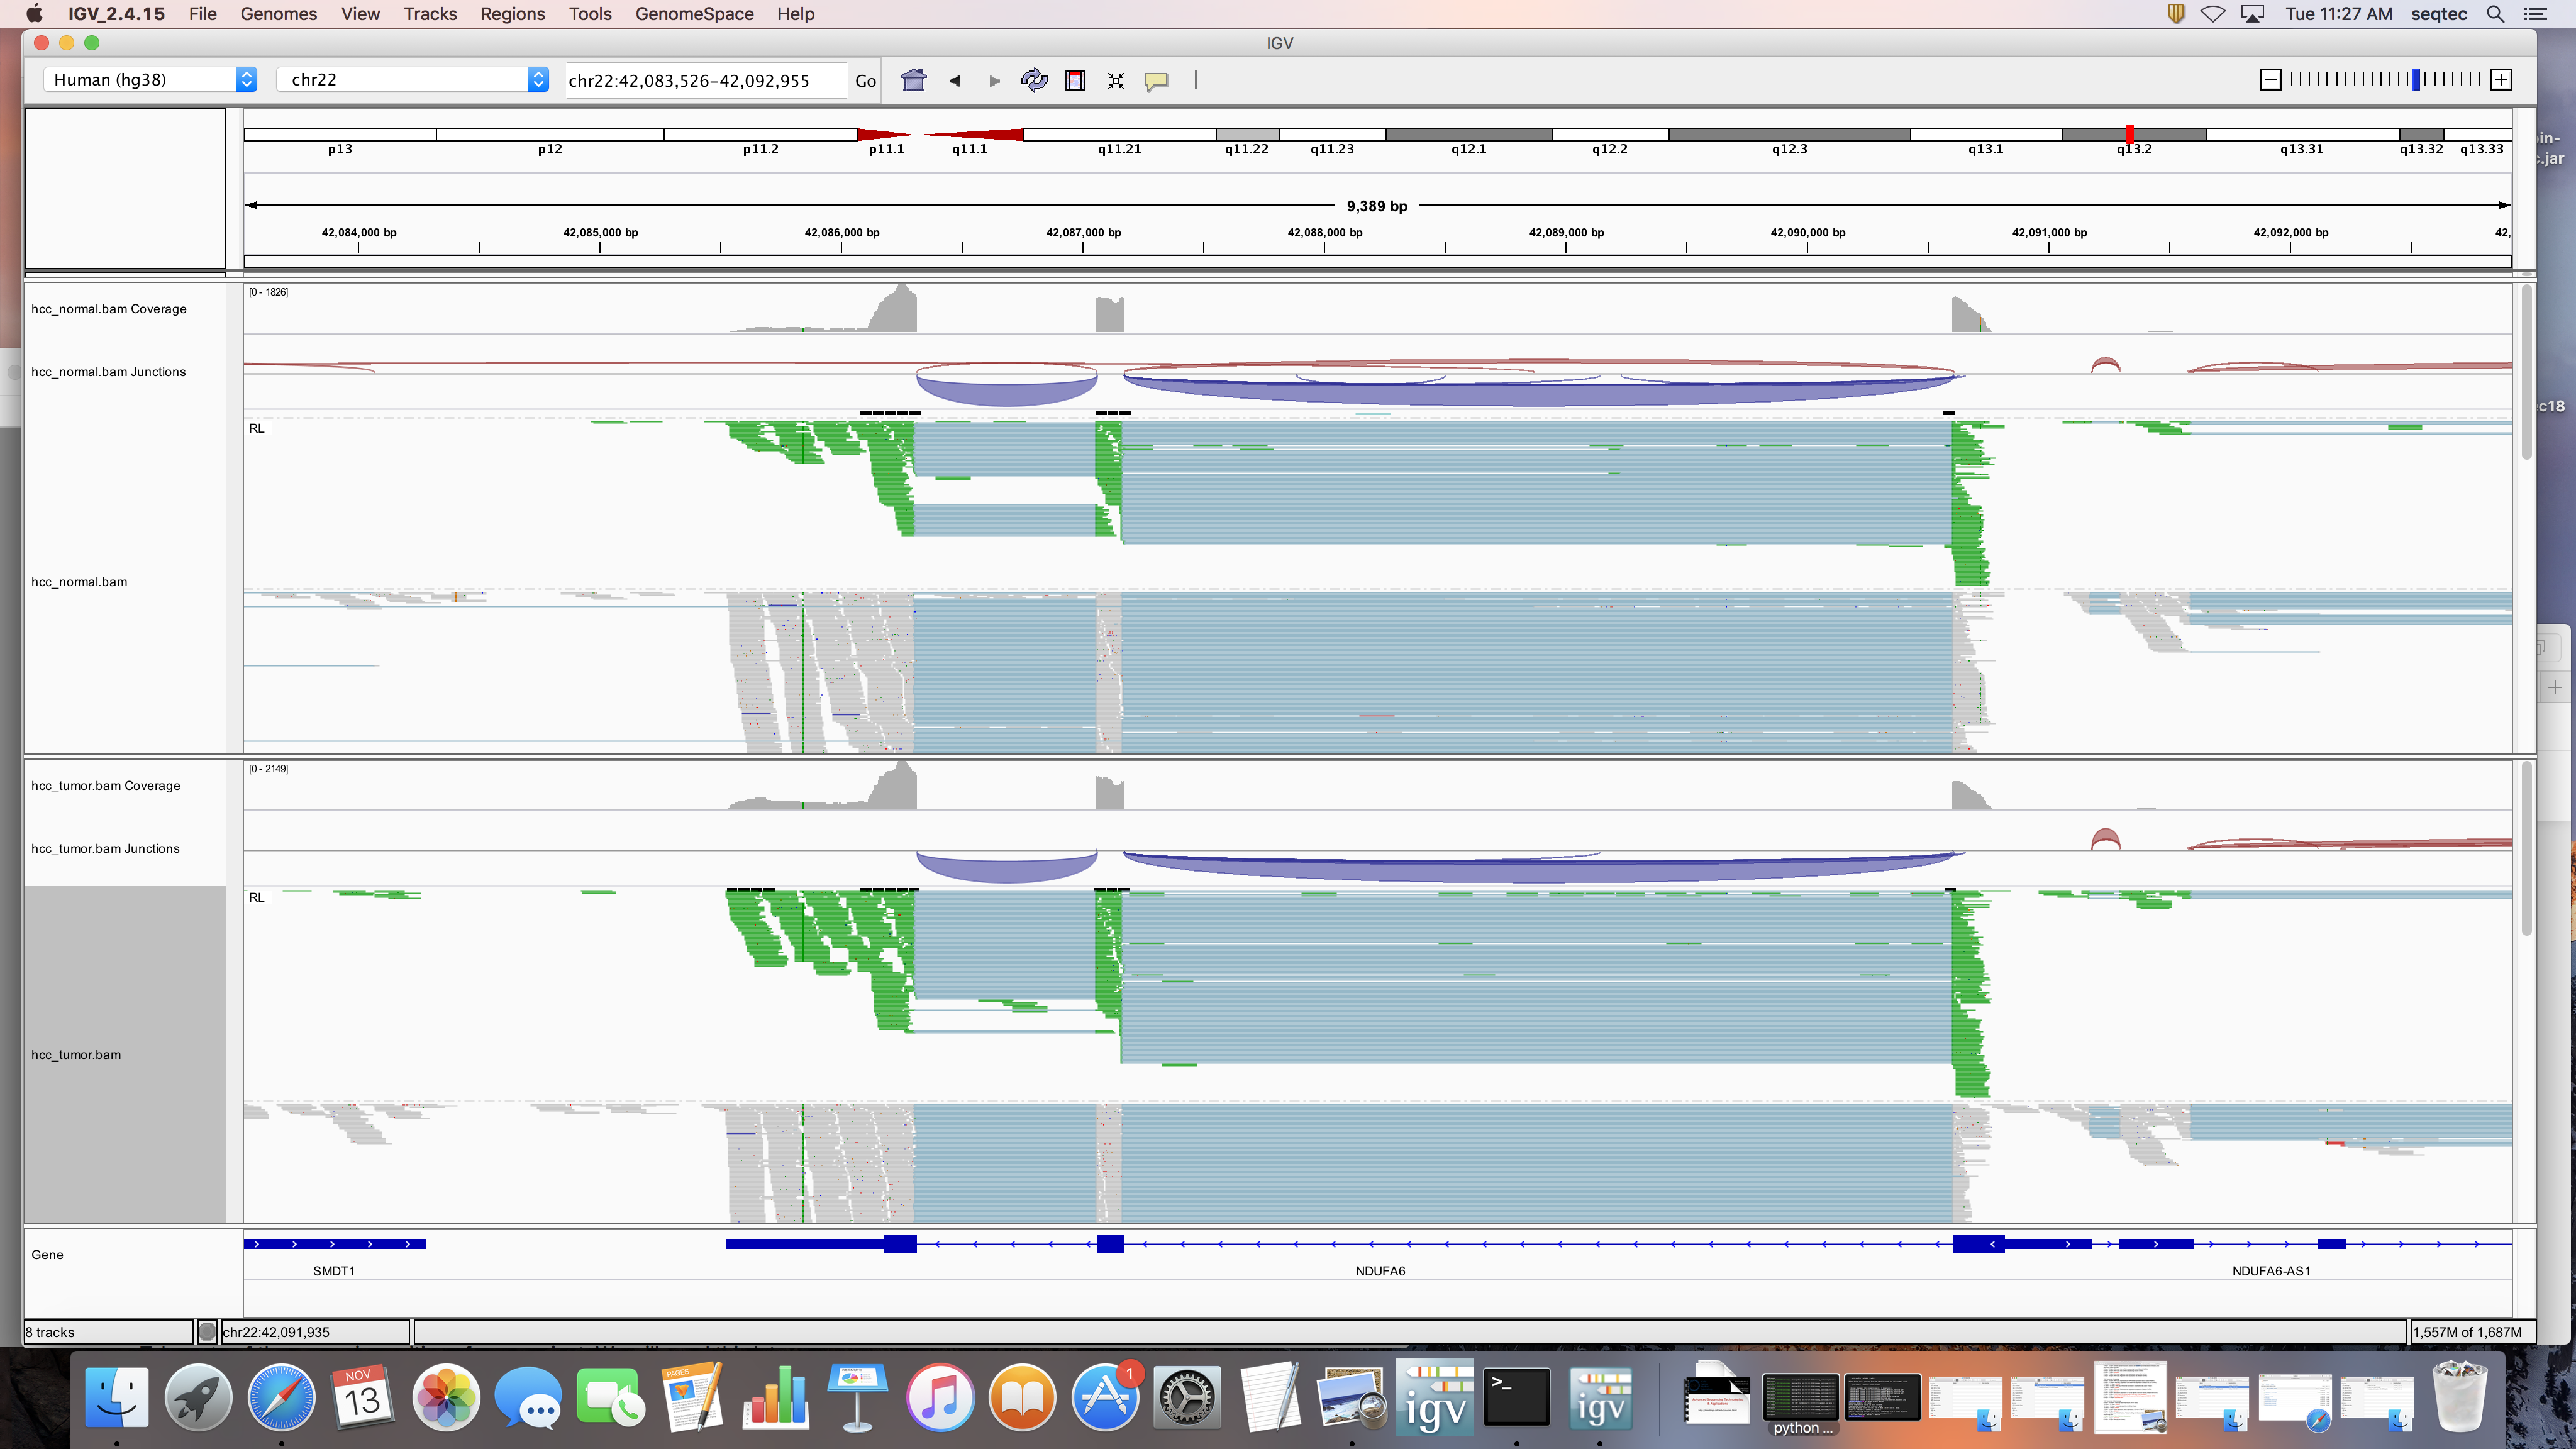 IGV_2.4.15 File Genomes View Tracks Regions Tools GenomeSpace Help Tue 11:27 AM seqtec
IGV
Human (hg38) chr22 chr22:42,083,526-42,092,955 Go
p13 p12 p11.2 p11.1 q11.1 q11.21 q11.22 q11.23 q12.1 q12.2 q12.3 q13.1 q13.2 q13.31 q13.32 q13.33
9,389 bp
42,084,000 bp 42,085,000 bp 42,086,000 bp 42,087,000 bp 42,088,000 bp 42,089,000 bp 42,090,000 bp 42,091,000 bp 42,092,000 bp 42,
[0 - 1826]
hcc_normal.bam Coverage
hcc_normal.bam Junctions
RL
hcc_normal.bam
[0 - 2149]
hcc_tumor.bam Coverage
hcc_tumor.bam Junctions
RL
hcc_tumor.bam
Gene
SMDT1 NDUFA6 NDUFA6-AS1
8 tracks chr22:42,091,935 1,557M of 1,687M
in-
.jar
c18
NOV
13
PAGES
1
igv
>_
igv
python ...